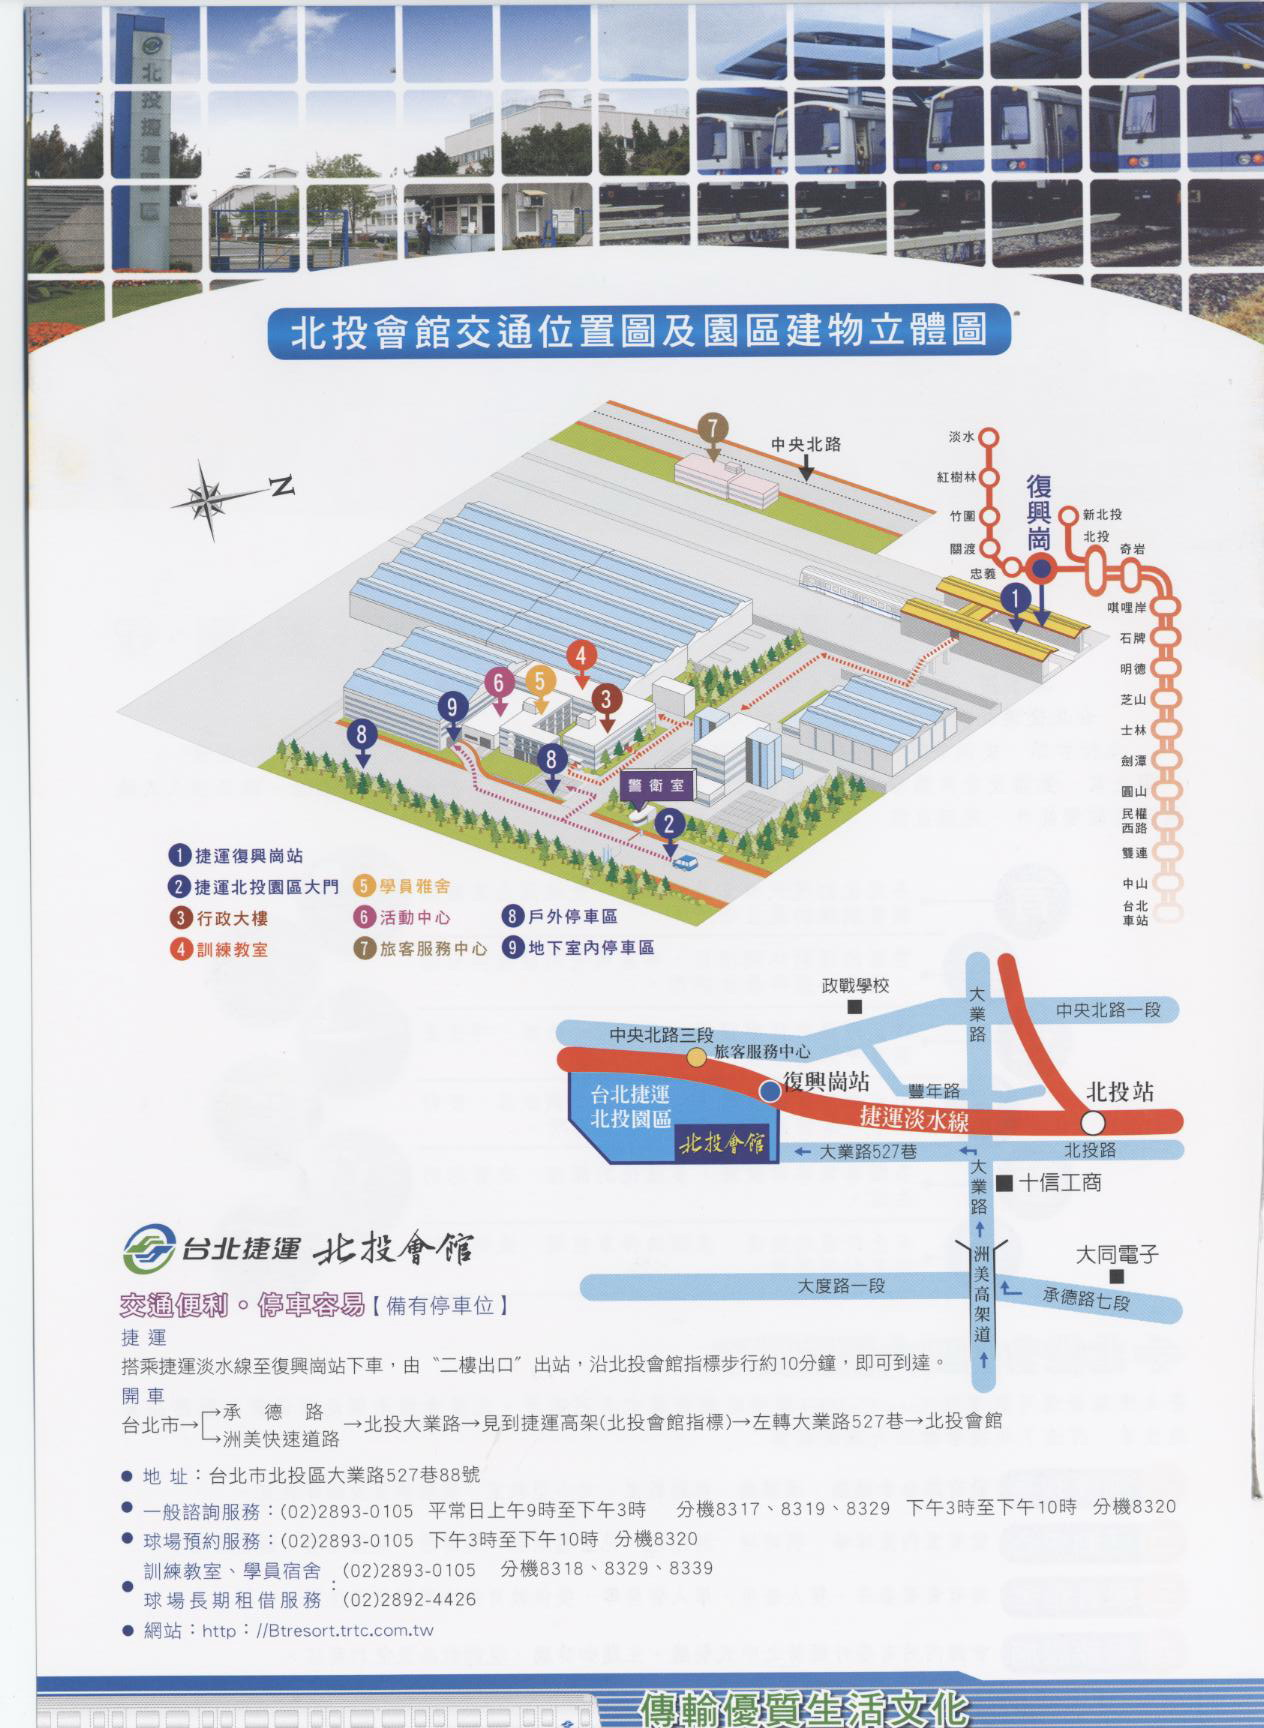 北投捷運園區
北投會館交通位置圖及園區建物立體圖
N
7
中央北路
淡水
紅樹林
竹圍
關渡
忠義
復興崗
新北投
北投
奇岩
唭哩岸
石牌
明德
芝山
士林
劍潭
圓山
民權西路
雙連
中山
台北車站
1
4
6
5
3
9
8
8
警衛室
2
1 捷運復興崗站
2 捷運北投園區大門
3 行政大樓
4 訓練教室
5 學員雅舍
6 活動中心
7 旅客服務中心
8 戶外停車區
9 地下室內停車區
政戰學校
大業路
中央北路一段
中央北路三段
旅客服務中心
復興崗站
台北捷運
北投園區
北投會館
豐年路
北投站
捷運淡水線
大業路527巷
北投路
大業路
十信工商
洲美高架道
大同電子
大度路一段
承德路七段
台北捷運 北投會館
交通便利。停車容易【備有停車位】
捷運
搭乘捷運淡水線至復興崗站下車，由〝二樓出口〞出站，沿北投會館指標步行約10分鐘，即可到達。
開車
台北市→
→承德路
→洲美快速道路
→北投大業路→見到捷運高架(北投會館指標)→左轉大業路527巷→北投會館
● 地址：台北市北投區大業路527巷88號
● 一般諮詢服務：(02)2893-0105 平常日上午9時至下午3時 分機8317、8319、8329 下午3時至下午10時 分機8320
● 球場預約服務：(02)2893-0105 下午3時至下午10時 分機8320
● 訓練教室、學員宿舍：(02)2893-0105 分機8318、8329、8339
球場長期租借服務：(02)2892-4426
● 網站：http：//Btresort.trtc.com.tw
傳輸優質生活文化